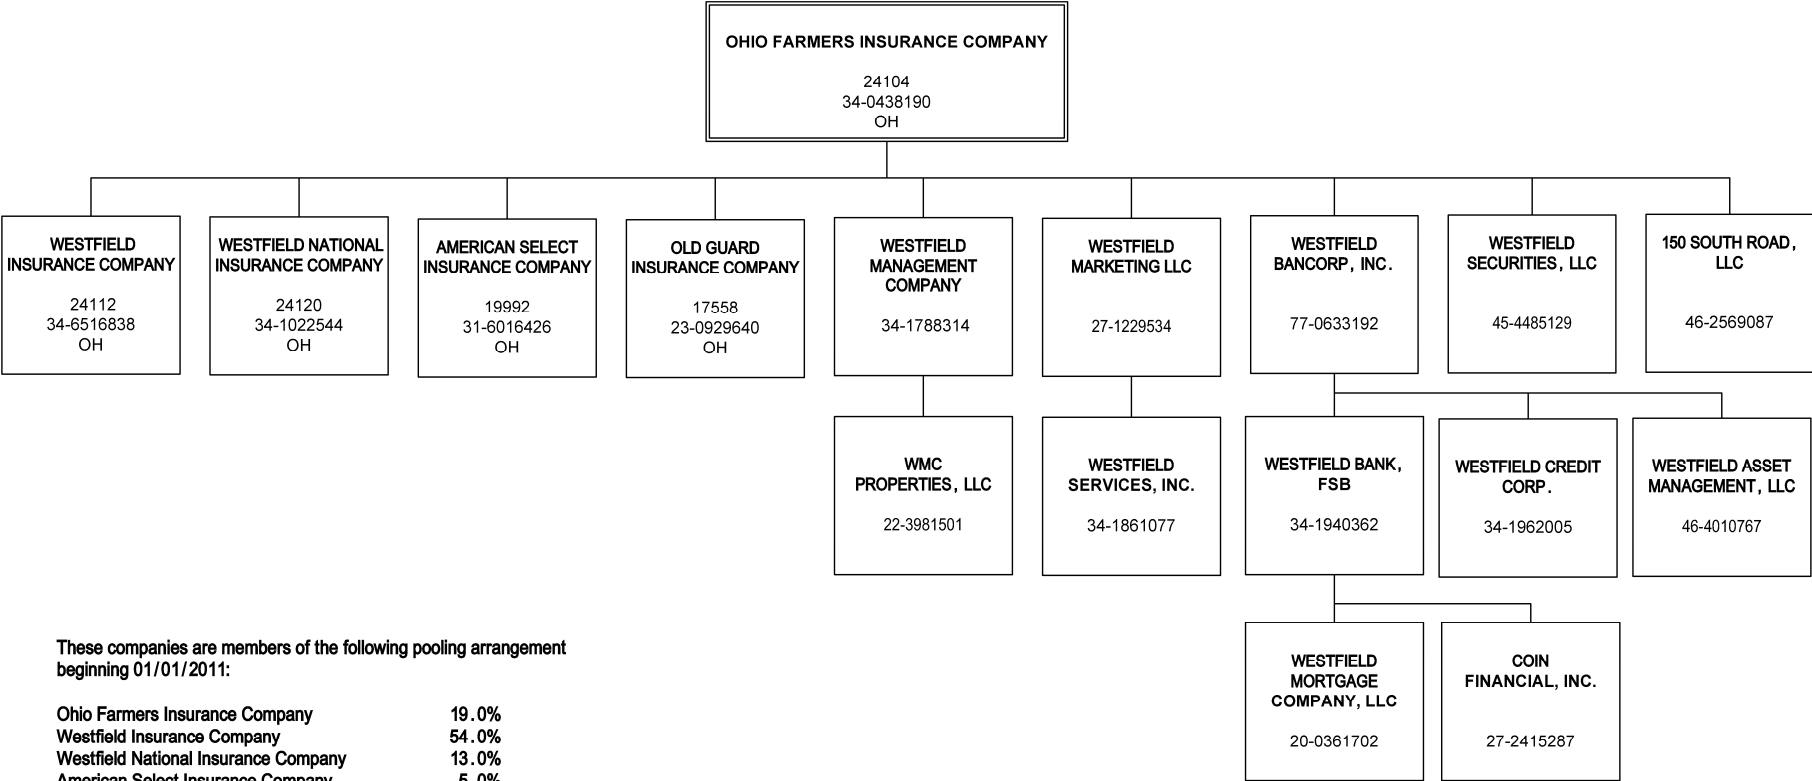 OHIO FARMERS INSURANCE COMPANY
24104
34-0438190
OH
WESTFIELD
INSURANCE COMPANY
24112
34-6516838
OH
WESTFIELD NATIONAL
INSURANCE COMPANY
24120
34-1022544
OH
AMERICAN SELECT
INSURANCE COMPANY
19992
31-6016426
OH
OLD GUARD
INSURANCE COMPANY
17558
23-0929640
OH
WESTFIELD
MANAGEMENT
COMPANY
34-1788314
WESTFIELD
MARKETING LLC
27-1229534
WESTFIELD
BANCORP, INC.
77-0633192
WESTFIELD
SECURITIES, LLC
45-4485129
150 SOUTH ROAD,
LLC
46-2569087
WMC
PROPERTIES, LLC
22-3981501
WESTFIELD
SERVICES, INC.
34-1861077
WESTFIELD BANK,
FSB
34-1940362
WESTFIELD CREDIT
CORP.
34-1962005
WESTFIELD ASSET
MANAGEMENT, LLC
46-4010767
WESTFIELD
MORTGAGE
COMPANY, LLC
20-0361702
COIN
FINANCIAL, INC.
27-2415287
These companies are members of the following pooling arrangement
beginning 01/01/2011:
Ohio Farmers Insurance Company 19.0%
Westfield Insurance Company 54.0%
Westfield National Insurance Company 13.0%
American Select Insurance Company 5.0%